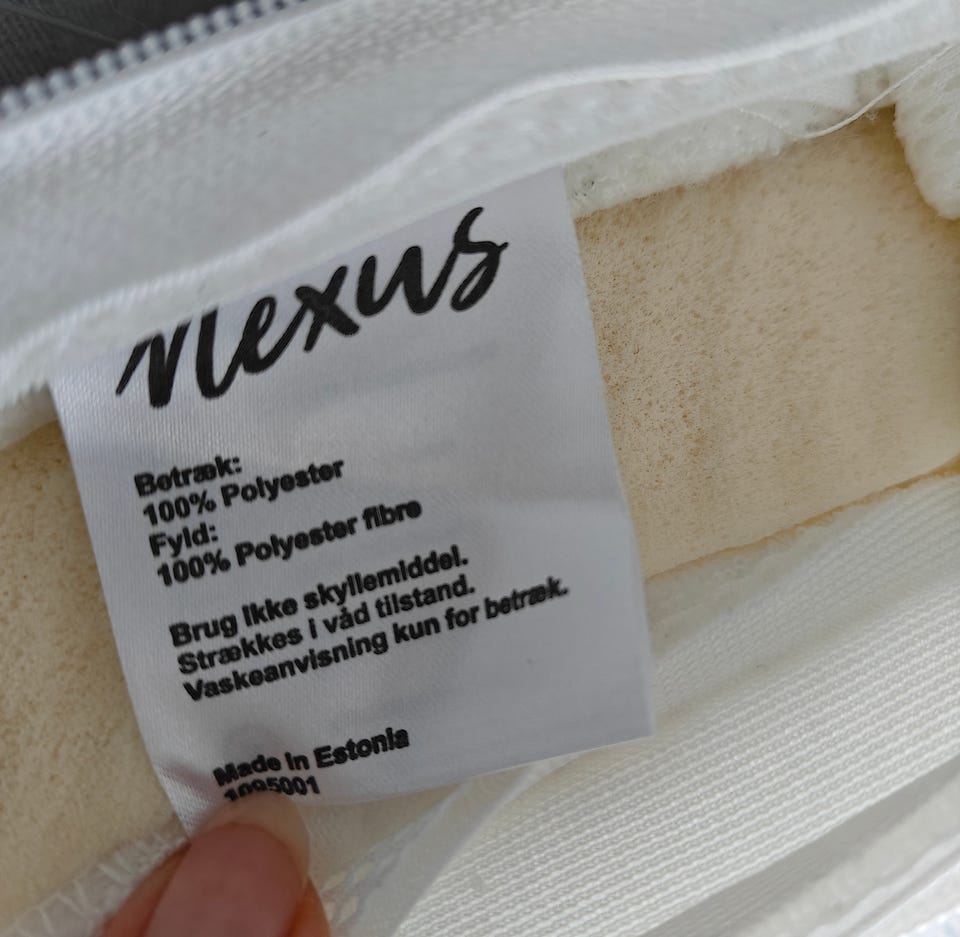 Nexus
Betræk:
100% Polyester
Fyld:
100% Polyester fibre
Brug ikke skyllemiddel.
Strækkes i våd tilstand.
Vaskeanvisning kun for betræk.
Made in Estonia
1095001